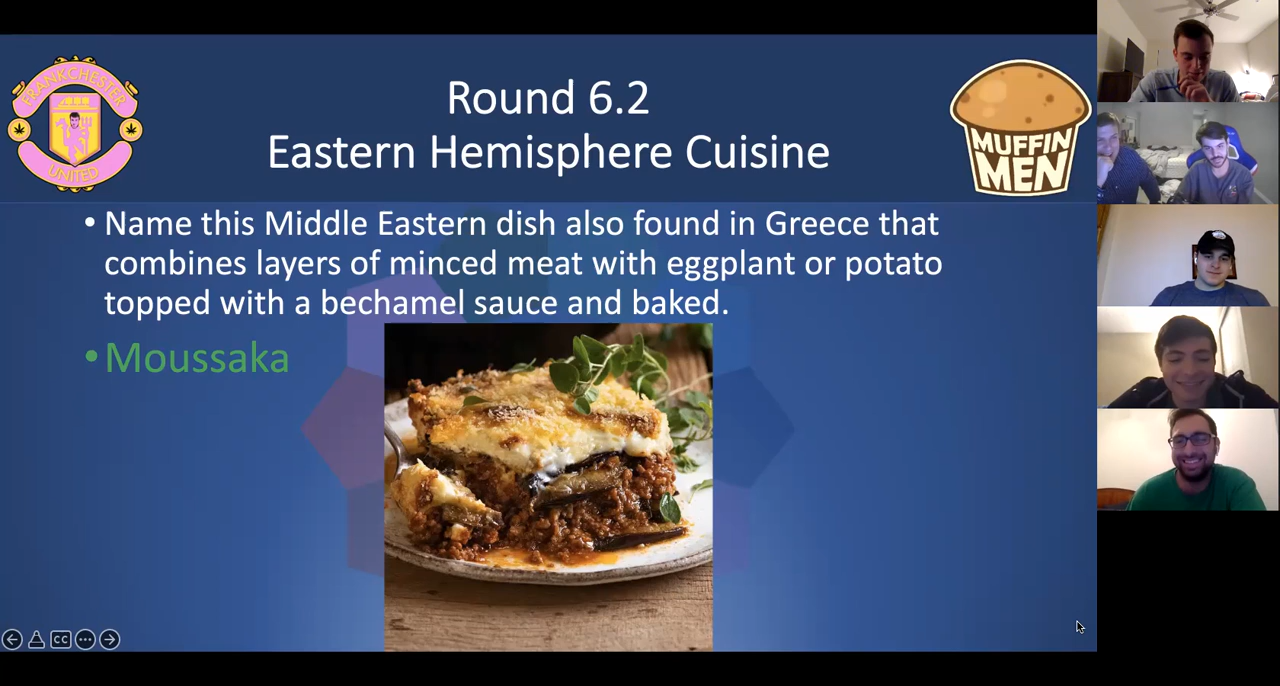 FRANKCHESTER
UNITED
Round 6.2
Eastern Hemisphere Cuisine
MUFFIN
MEN
• Name this Middle Eastern dish also found in Greece that
combines layers of minced meat with eggplant or potato
topped with a bechamel sauce and baked.
• Moussaka
CC